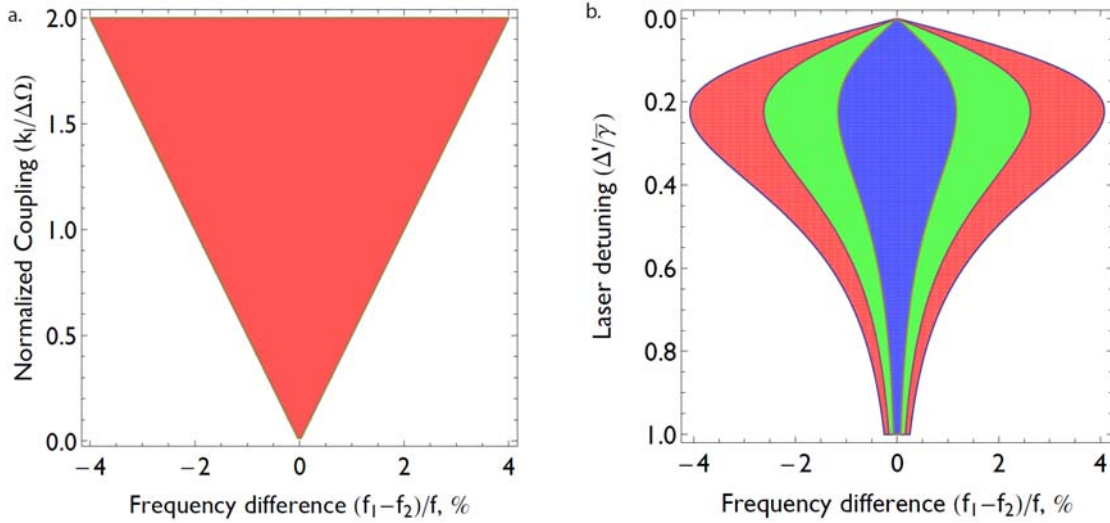 a.
2.0
1.5
1.0
0.5
0.0
Normalized Coupling (kₗ/ΔΩ)
−4 −2 0 2 4
Frequency difference (f₁−f₂)/f, %
b.
0.0
0.2
0.4
0.6
0.8
1.0
Laser detuning (Δ'/γ̅)
−4 −2 0 2 4
Frequency difference (f₁−f₂)/f, %